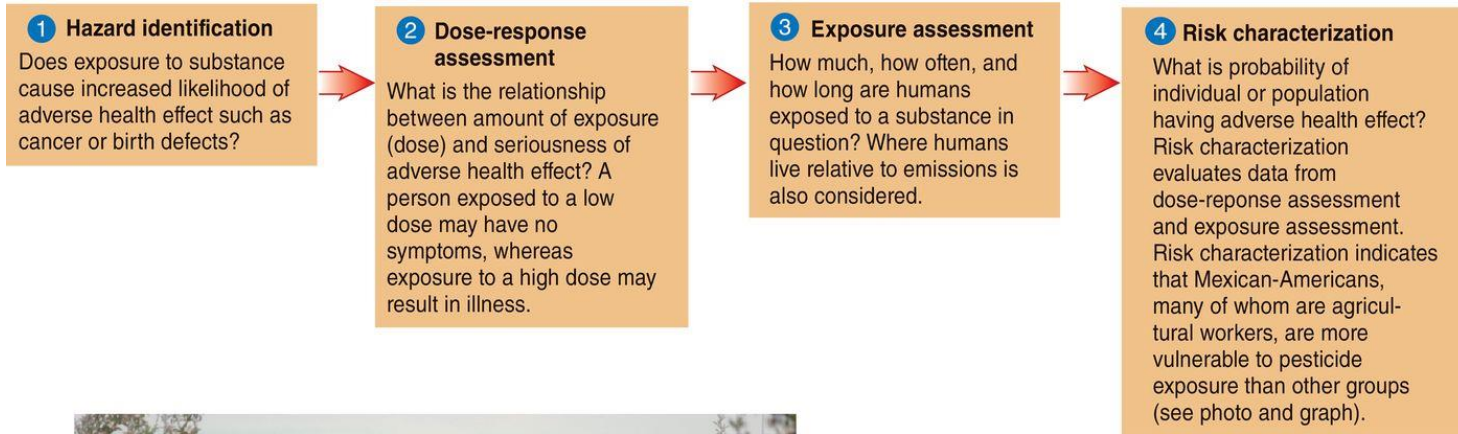 1 Hazard identification
Does exposure to substance
cause increased likelihood of
adverse health effect such as
cancer or birth defects?
2 Dose-response
assessment
What is the relationship
between amount of exposure
(dose) and seriousness of
adverse health effect? A
person exposed to a low
dose may have no
symptoms, whereas
exposure to a high dose may
result in illness.
3 Exposure assessment
How much, how often, and
how long are humans
exposed to a substance in
question? Where humans
live relative to emissions is
also considered.
4 Risk characterization
What is probability of
individual or population
having adverse health effect?
Risk characterization
evaluates data from
dose-reponse assessment
and exposure assessment.
Risk characterization indicates
that Mexican-Americans,
many of whom are agricul-
tural workers, are more
vulnerable to pesticide
exposure than other groups
(see photo and graph).